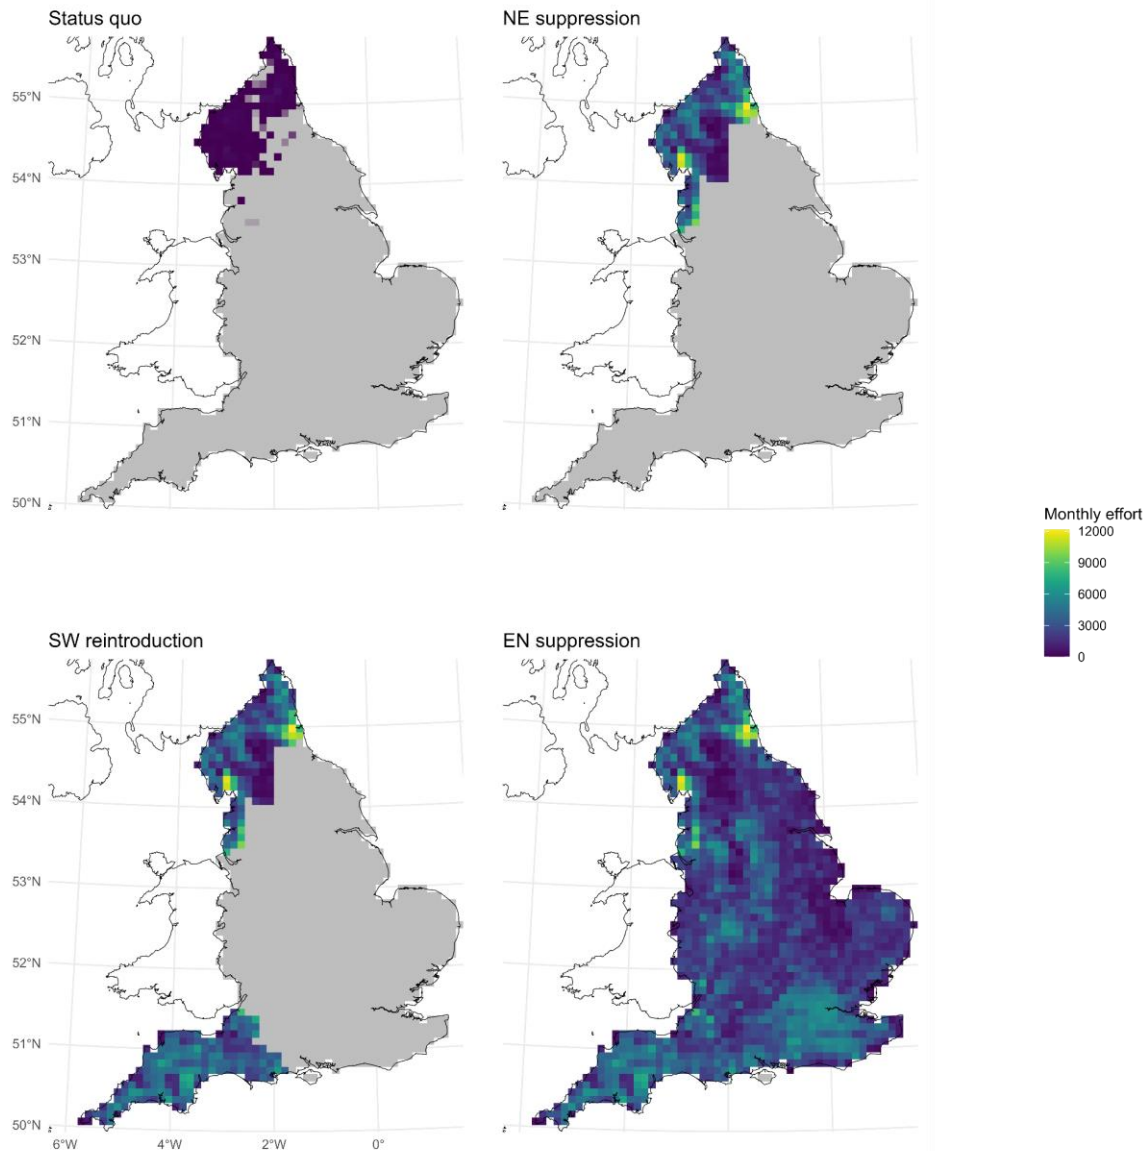 Status quo
NE suppression
55°N
54°N
53°N
52°N
51°N
50°N
Monthly effort
12000
9000
6000
3000
0
SW reintroduction
EN suppression
55°N
54°N
53°N
52°N
51°N
50°N
6°W
4°W
2°W
0°